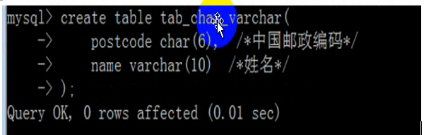 mysql> create table tab_char_varchar(
    ->     postcode char(6),  /*中国邮政编码*/
    ->     name varchar(10)  /*姓名*/
    -> );
Query OK, 0 rows affected (0.01 sec)